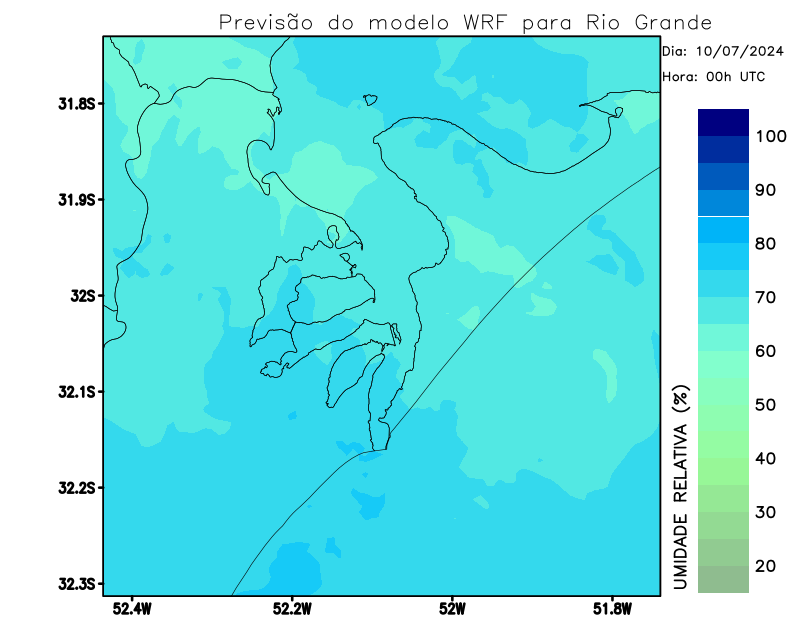 Previsão do modelo WRF para Rio Grande
Dia: 10/07/2024
Hora: 00h UTC
31.8S
31.9S
32S
32.1S
32.2S
32.3S
52.4W
52.2W
52W
51.8W
100
90
80
70
60
50
40
30
20
UMIDADE RELATIVA (%)